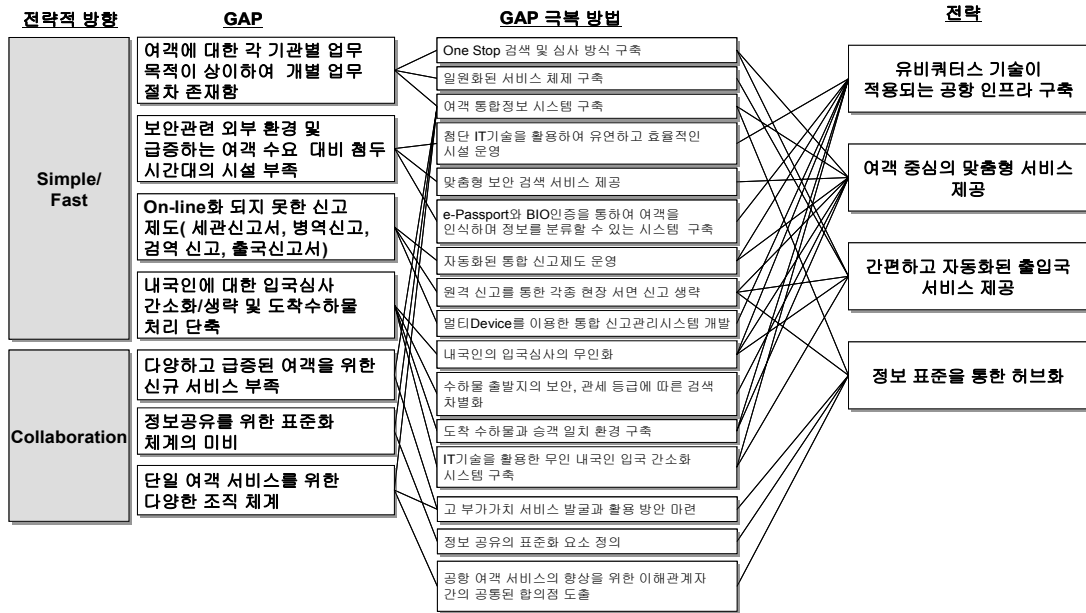 전략적 방향
GAP
GAP 극복 방법
전략
Simple/
Fast
Collaboration
여객에 대한 각 기관별 업무
목적이 상이하여 개별 업무
절차 존재함
보안관련 외부 환경 및
급증하는 여객 수요 대비 첨두
시간대의 시설 부족
On-line화 되지 못한 신고
제도( 세관신고서, 병역신고,
검역 신고, 출국신고서)
내국인에 대한 입국심사
간소화/생략 및 도착수하물
처리 단축
다양하고 급증된 여객을 위한
신규 서비스 부족
정보공유를 위한 표준화
체계의 미비
단일 여객 서비스를 위한
다양한 조직 체계
One Stop 검색 및 심사 방식 구축
일원화된 서비스 체제 구축
여객 통합정보 시스템 구축
첨단 IT기술을 활용하여 유연하고 효율적인
시설 운영
맞춤형 보안 검색 서비스 제공
e-Passport와 BIO인증을 통하여 여객을
인식하며 정보를 분류할 수 있는 시스템 구축
자동화된 통합 신고제도 운영
원격 신고를 통한 각종 현장 서면 신고 생략
멀티Device를 이용한 통합 신고관리시스템 개발
내국인의 입국심사의 무인화
수하물 출발지의 보안, 관세 등급에 따른 검색
차별화
도착 수하물과 승객 일치 환경 구축
IT기술을 활용한 무인 내국인 입국 간소화
시스템 구축
고 부가가치 서비스 발굴과 활용 방안 마련
정보 공유의 표준화 요소 정의
공항 여객 서비스의 향상을 위한 이해관계자
간의 공통된 합의점 도출
유비쿼터스 기술이
적용되는 공항 인프라 구축
여객 중심의 맞춤형 서비스
제공
간편하고 자동화된 출입국
서비스 제공
정보 표준을 통한 허브화